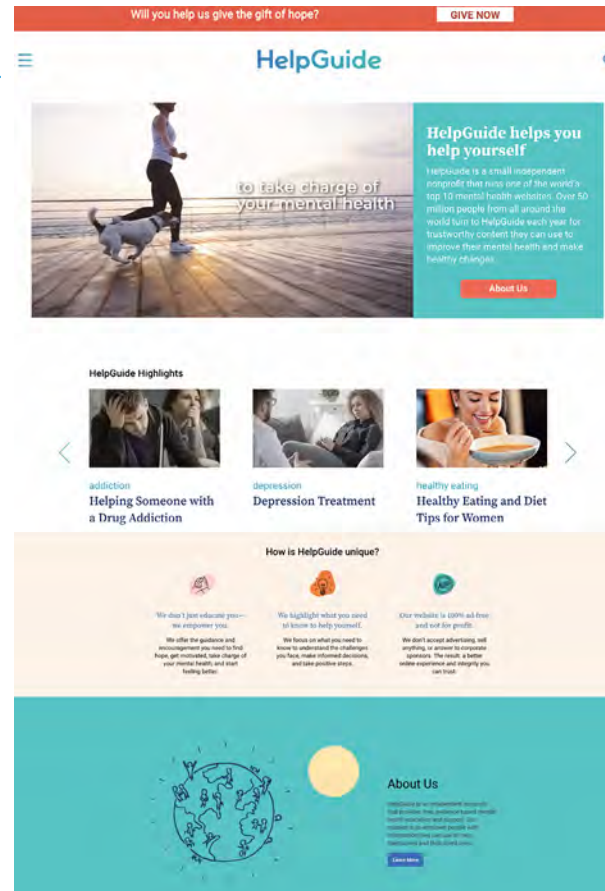 Will you help us give the gift of hope?
GIVE NOW
HelpGuide
to take charge of
your mental health
HelpGuide helps you
help yourself
HelpGuide is a small independent
nonprofit that runs one of the world's
top 10 mental health websites. Over 50
million people from all around the
world turn to HelpGuide each year for
trustworthy content they can use to
improve their mental health and make
healthy changes.
About Us
HelpGuide Highlights
addiction
Helping Someone with
a Drug Addiction
depression
Depression Treatment
healthy eating
Healthy Eating and Diet
Tips for Women
How is HelpGuide unique?
We don't just educate you—
we empower you.
We offer the guidance and
encouragement you need to find
hope, get motivated, take charge of
your mental health, and start
feeling better.
We highlight what you need
to know to help yourself.
We focus on what you need to
know to understand the challenges
you face, make informed decisions,
and take positive steps.
Our website is 100% ad-free
and not for profit.
We don't accept advertising, sell
anything, or answer to corporate
sponsors. The result: a better
online experience and integrity you
can trust.
About Us
Learn More